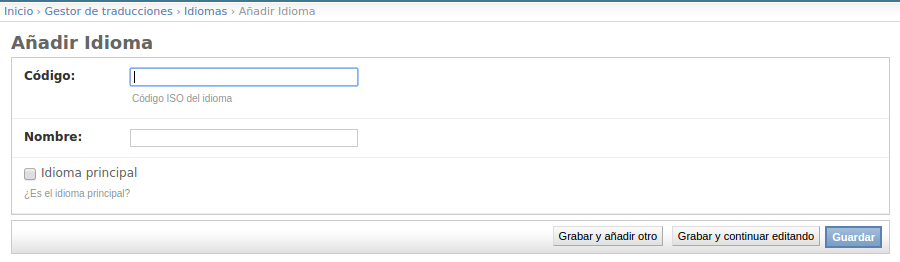 Inicio › Gestor de traducciones › Idiomas › Añadir Idioma
Añadir Idioma
Código:
Código ISO del idioma
Nombre:
Idioma principal
¿Es el idioma principal?
Grabar y añadir otro Grabar y continuar editando Guardar